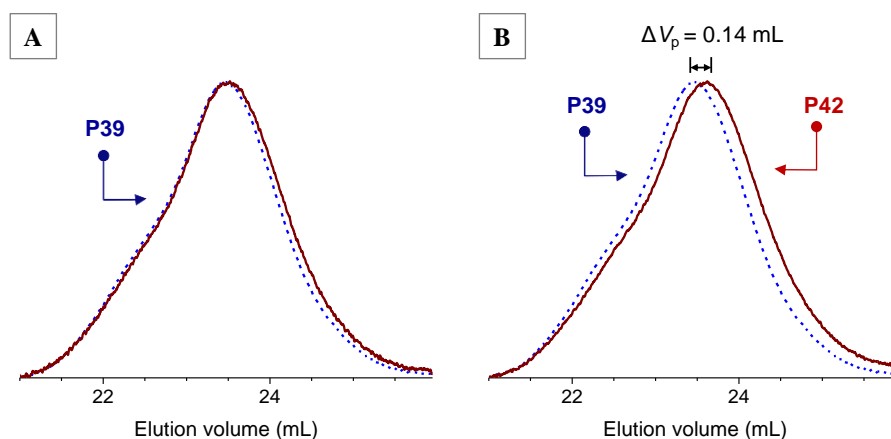 A
P39
22
24
Elution volume (mL)
B
ΔVp = 0.14 mL
P39
P42
22
24
Elution volume (mL)